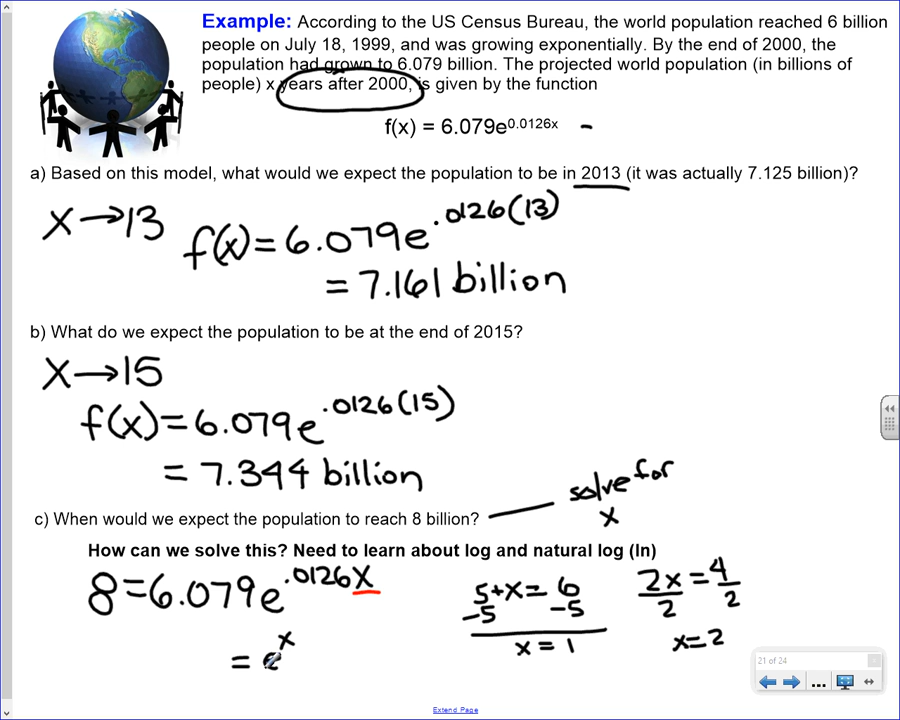 Example: According to the US Census Bureau, the world population reached 6 billion
people on July 18, 1999, and was growing exponentially. By the end of 2000, the
population had grown to 6.079 billion. The projected world population (in billions of
people) x years after 2000, is given by the function
f(x) = 6.079e^0.0126x -
a) Based on this model, what would we expect the population to be in 2013 (it was actually 7.125 billion)?
x→13
f(x) = 6.079e^.0126(13)
= 7.161 billion
b) What do we expect the population to be at the end of 2015?
x→15
f(x) = 6.079e^.0126(15)
= 7.344 billion
c) When would we expect the population to reach 8 billion? — solve for
x
How can we solve this? Need to learn about log and natural log (ln)
8=6.079e^.0126x
= e^x
5+x = 6
-5 -5
x = 1
2x = 4
2 2
x=2
21 of 24
...
Extend Page